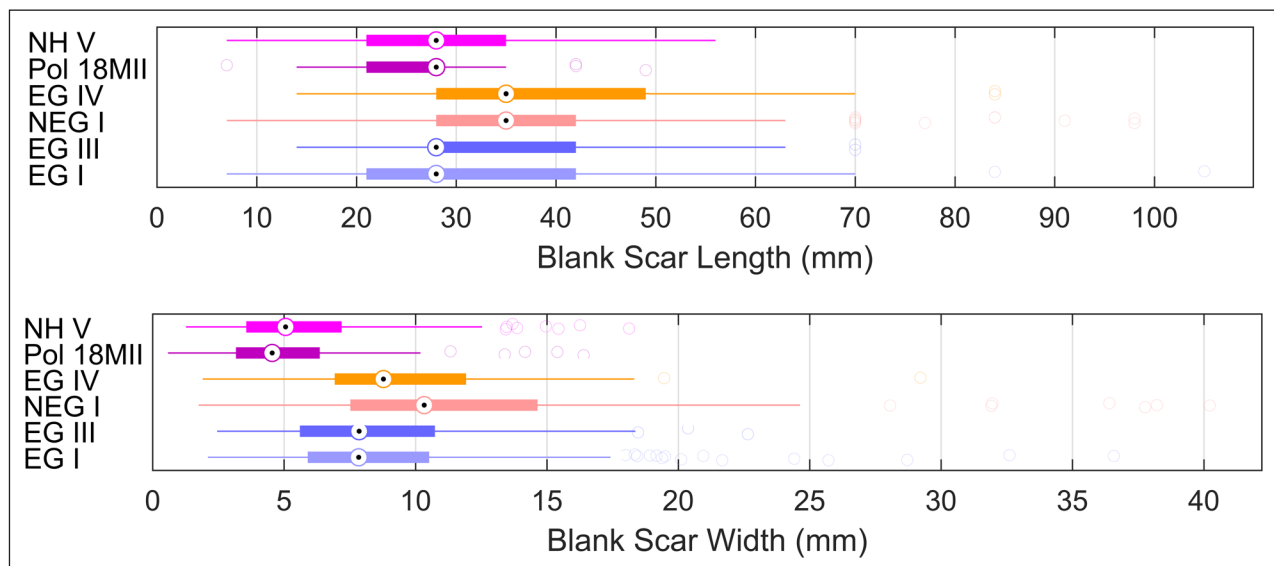 NH V
Pol 18MII
EG IV
NEG I
EG III
EG I
0 10 20 30 40 50 60 70 80 90 100
Blank Scar Length (mm)
NH V
Pol 18MII
EG IV
NEG I
EG III
EG I
0 5 10 15 20 25 30 35 40
Blank Scar Width (mm)